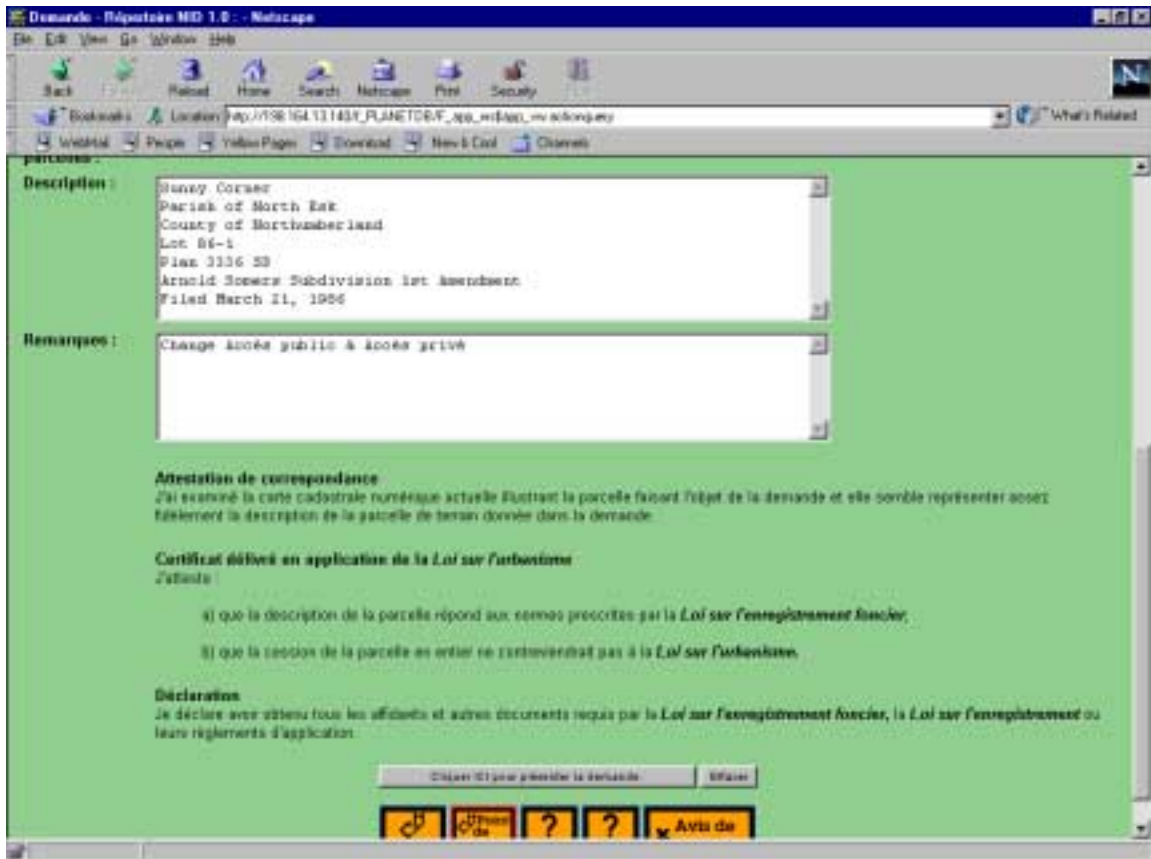 Demande - Répertoire NID 1.0 : - Netscape
File Edit View Go Window Help
Back Reload Home Search Netscape Print Security
Bookmarks Location: What's Related
WebMail People Yellow Pages Download New & Cool Channels
parcelles :
Description :
Sunny Corner
Parish of North Esk
County of Northumberland
Lot 86-1
Plan 3336 SD
Arnold Somers Subdivision 1st Amendment
Filed March 21, 1986
Remarques :
Change Accés public à Accés privé
Attestation de correspondance
J'ai examiné la carte cadastrale numérique actuelle illustrant la parcelle faisant l'objet de la demande et elle semble représenter assez
fidèlement la description de la parcelle de terrain donnée dans la demande.
Certificat délivré en application de la Loi sur l'urbanisme
J'atteste :
a) que la description de la parcelle répond aux normes prescrites par la Loi sur l'enregistrement foncier;
b) que la cession de la parcelle en entier ne contreviendrait pas à la Loi sur l'urbanisme.
Déclaration
Je déclare avoir obtenu tous les affidavits et autres documents requis par la Loi sur l'enregistrement foncier, la Loi sur l'enregistrement ou
leurs règlements d'application.
Cliquer ICI pour présenter la demande Effacer
de ? ? Avis de